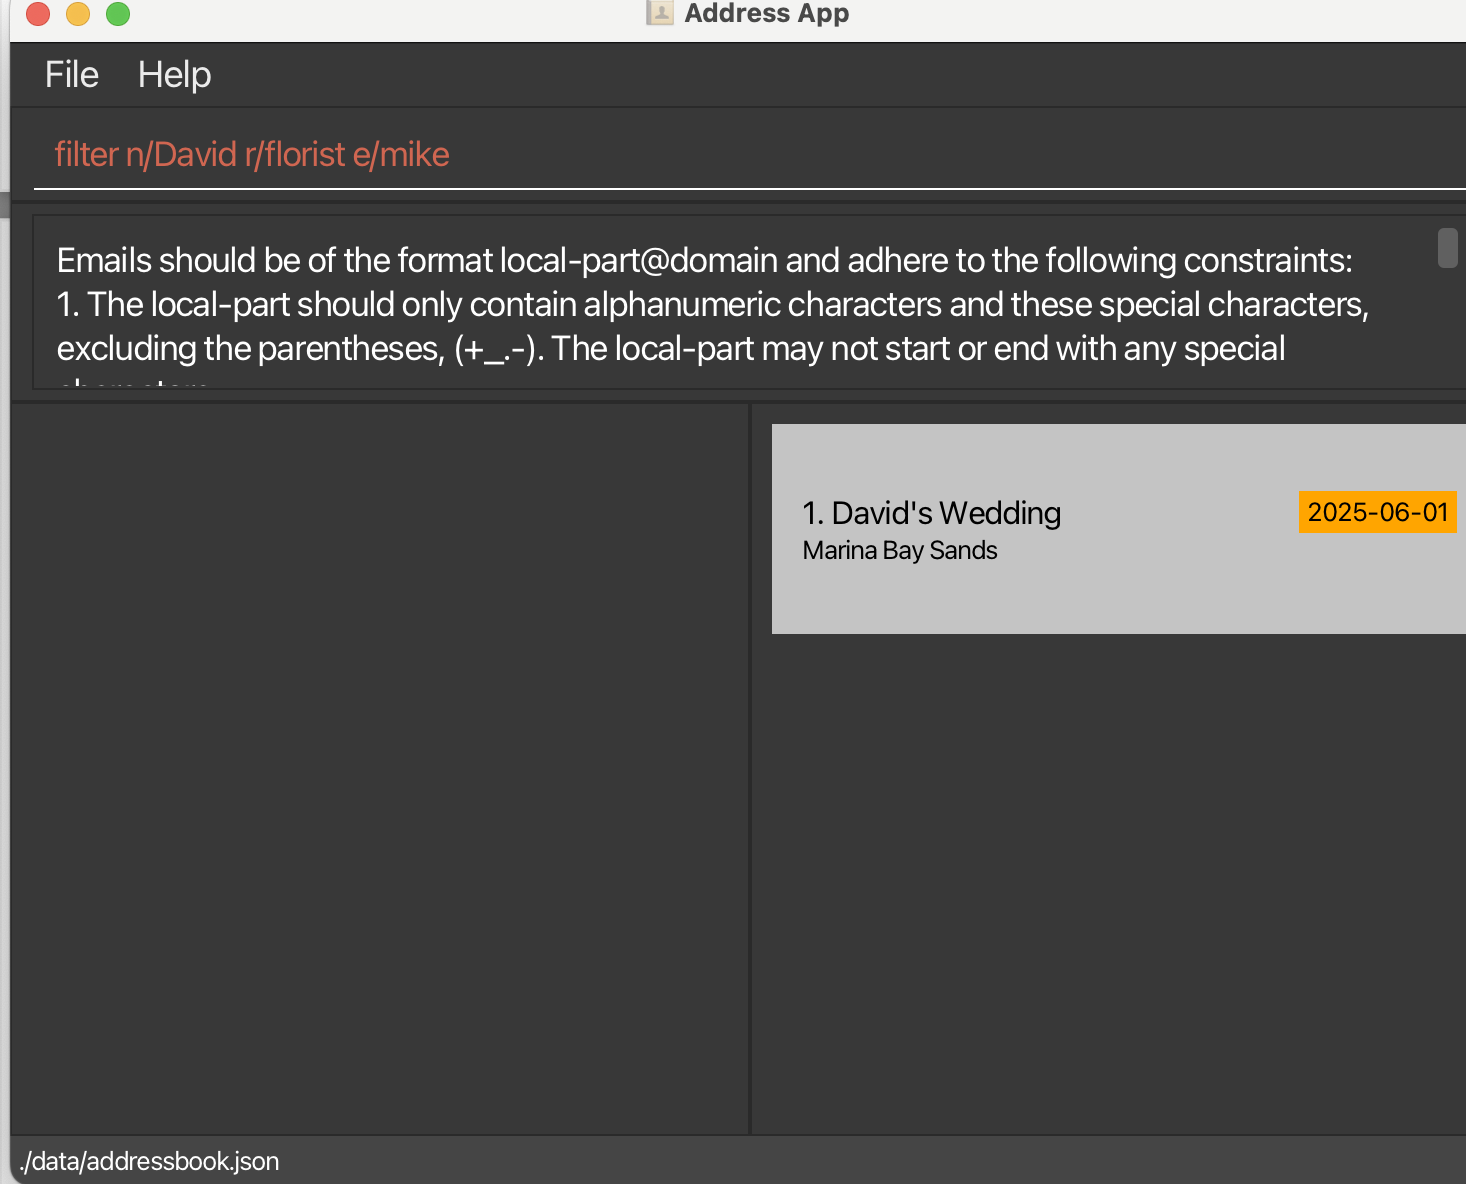 Address App
File Help
filter n/David r/florist e/mike
Emails should be of the format local-part@domain and adhere to the following constraints:
1. The local-part should only contain alphanumeric characters and these special characters,
excluding the parentheses, (+_.-). The local-part may not start or end with any special
1. David's Wedding
2025-06-01
Marina Bay Sands
./data/addressbook.json